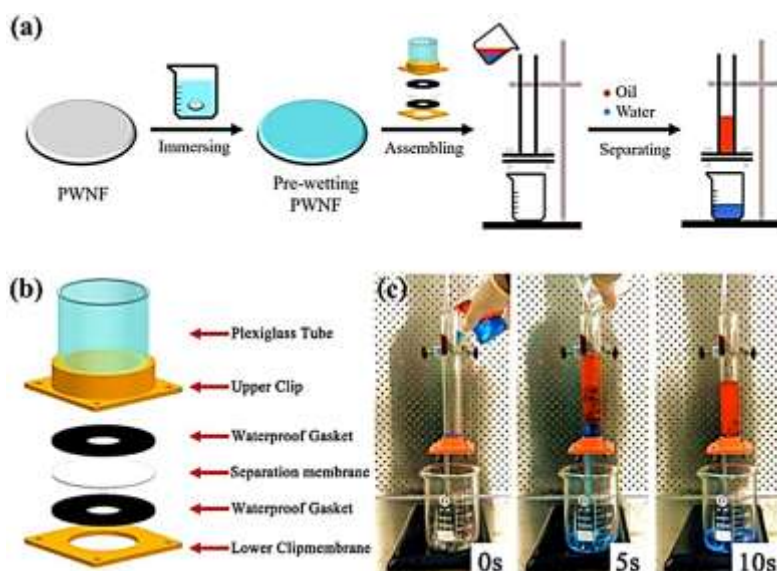 (a)
PWNF
Immersing
Pre-wetting
PWNF
Assembling
Oil
Water
Separating
(b)
Plexiglass Tube
Upper Clip
Waterproof Gasket
Separation membrane
Waterproof Gasket
Lower Clipmembrane
(c)
0s
5s
10s